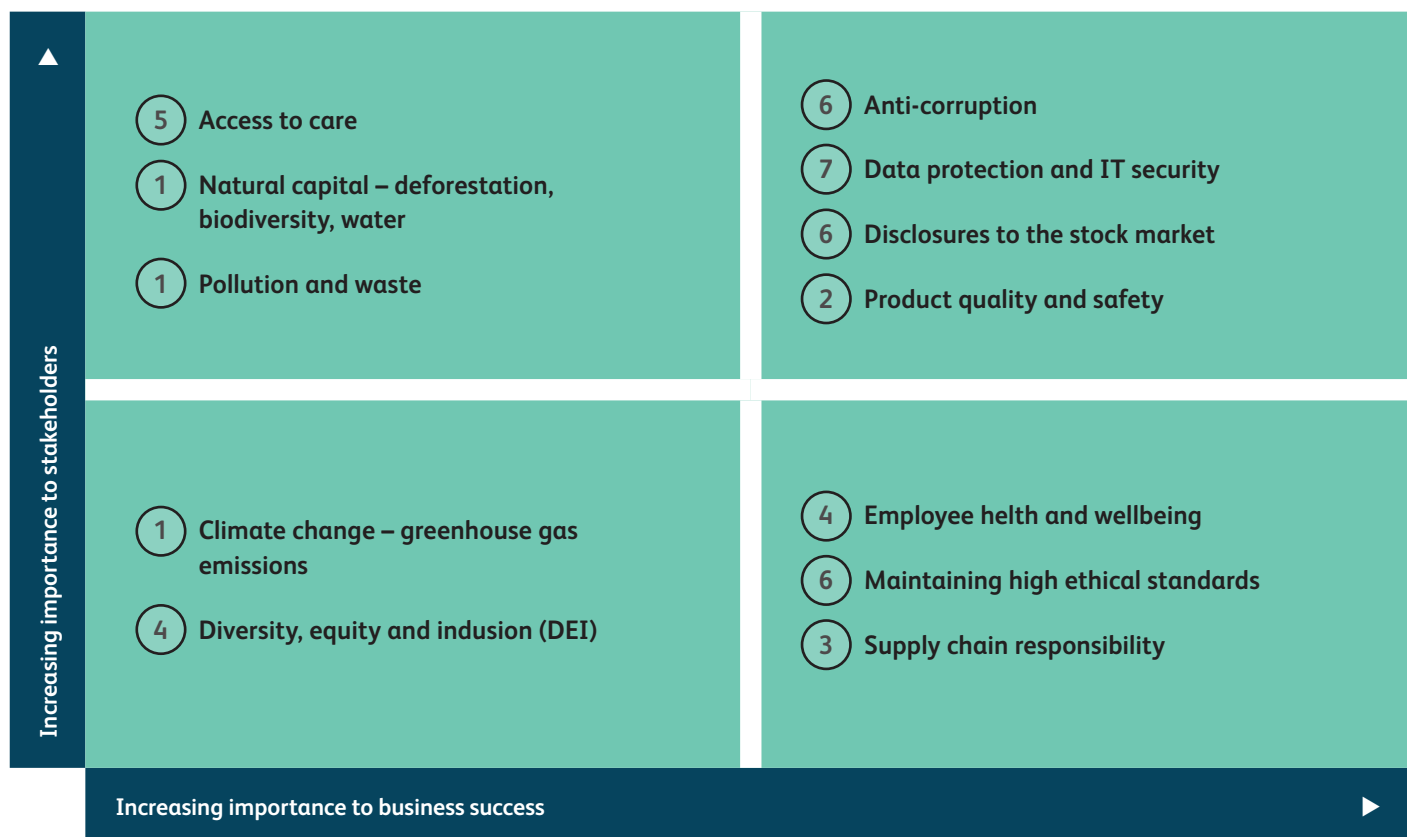 5 Access to care
1 Natural capital – deforestation,
biodiversity, water
1 Pollution and waste
6 Anti-corruption
7 Data protection and IT security
6 Disclosures to the stock market
2 Product quality and safety
1 Climate change – greenhouse gas
emissions
4 Diversity, equity and indusion (DEI)
4 Employee helth and wellbeing
6 Maintaining high ethical standards
3 Supply chain responsibility
Increasing importance to stakeholders
Increasing importance to business success